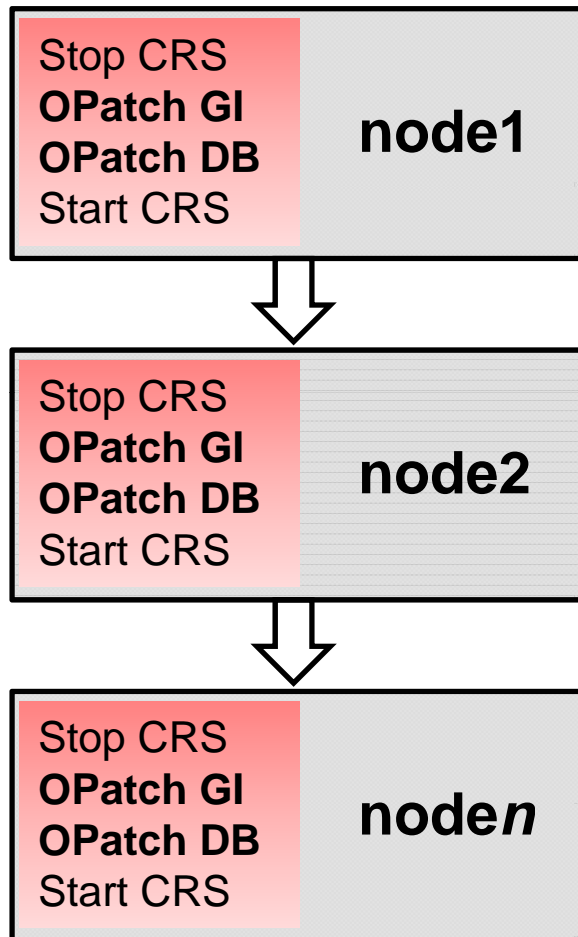 Stop CRS
OPatch GI
OPatch DB
Start CRS
node1
Stop CRS
OPatch GI
OPatch DB
Start CRS
node2
Stop CRS
OPatch GI
OPatch DB
Start CRS
noden